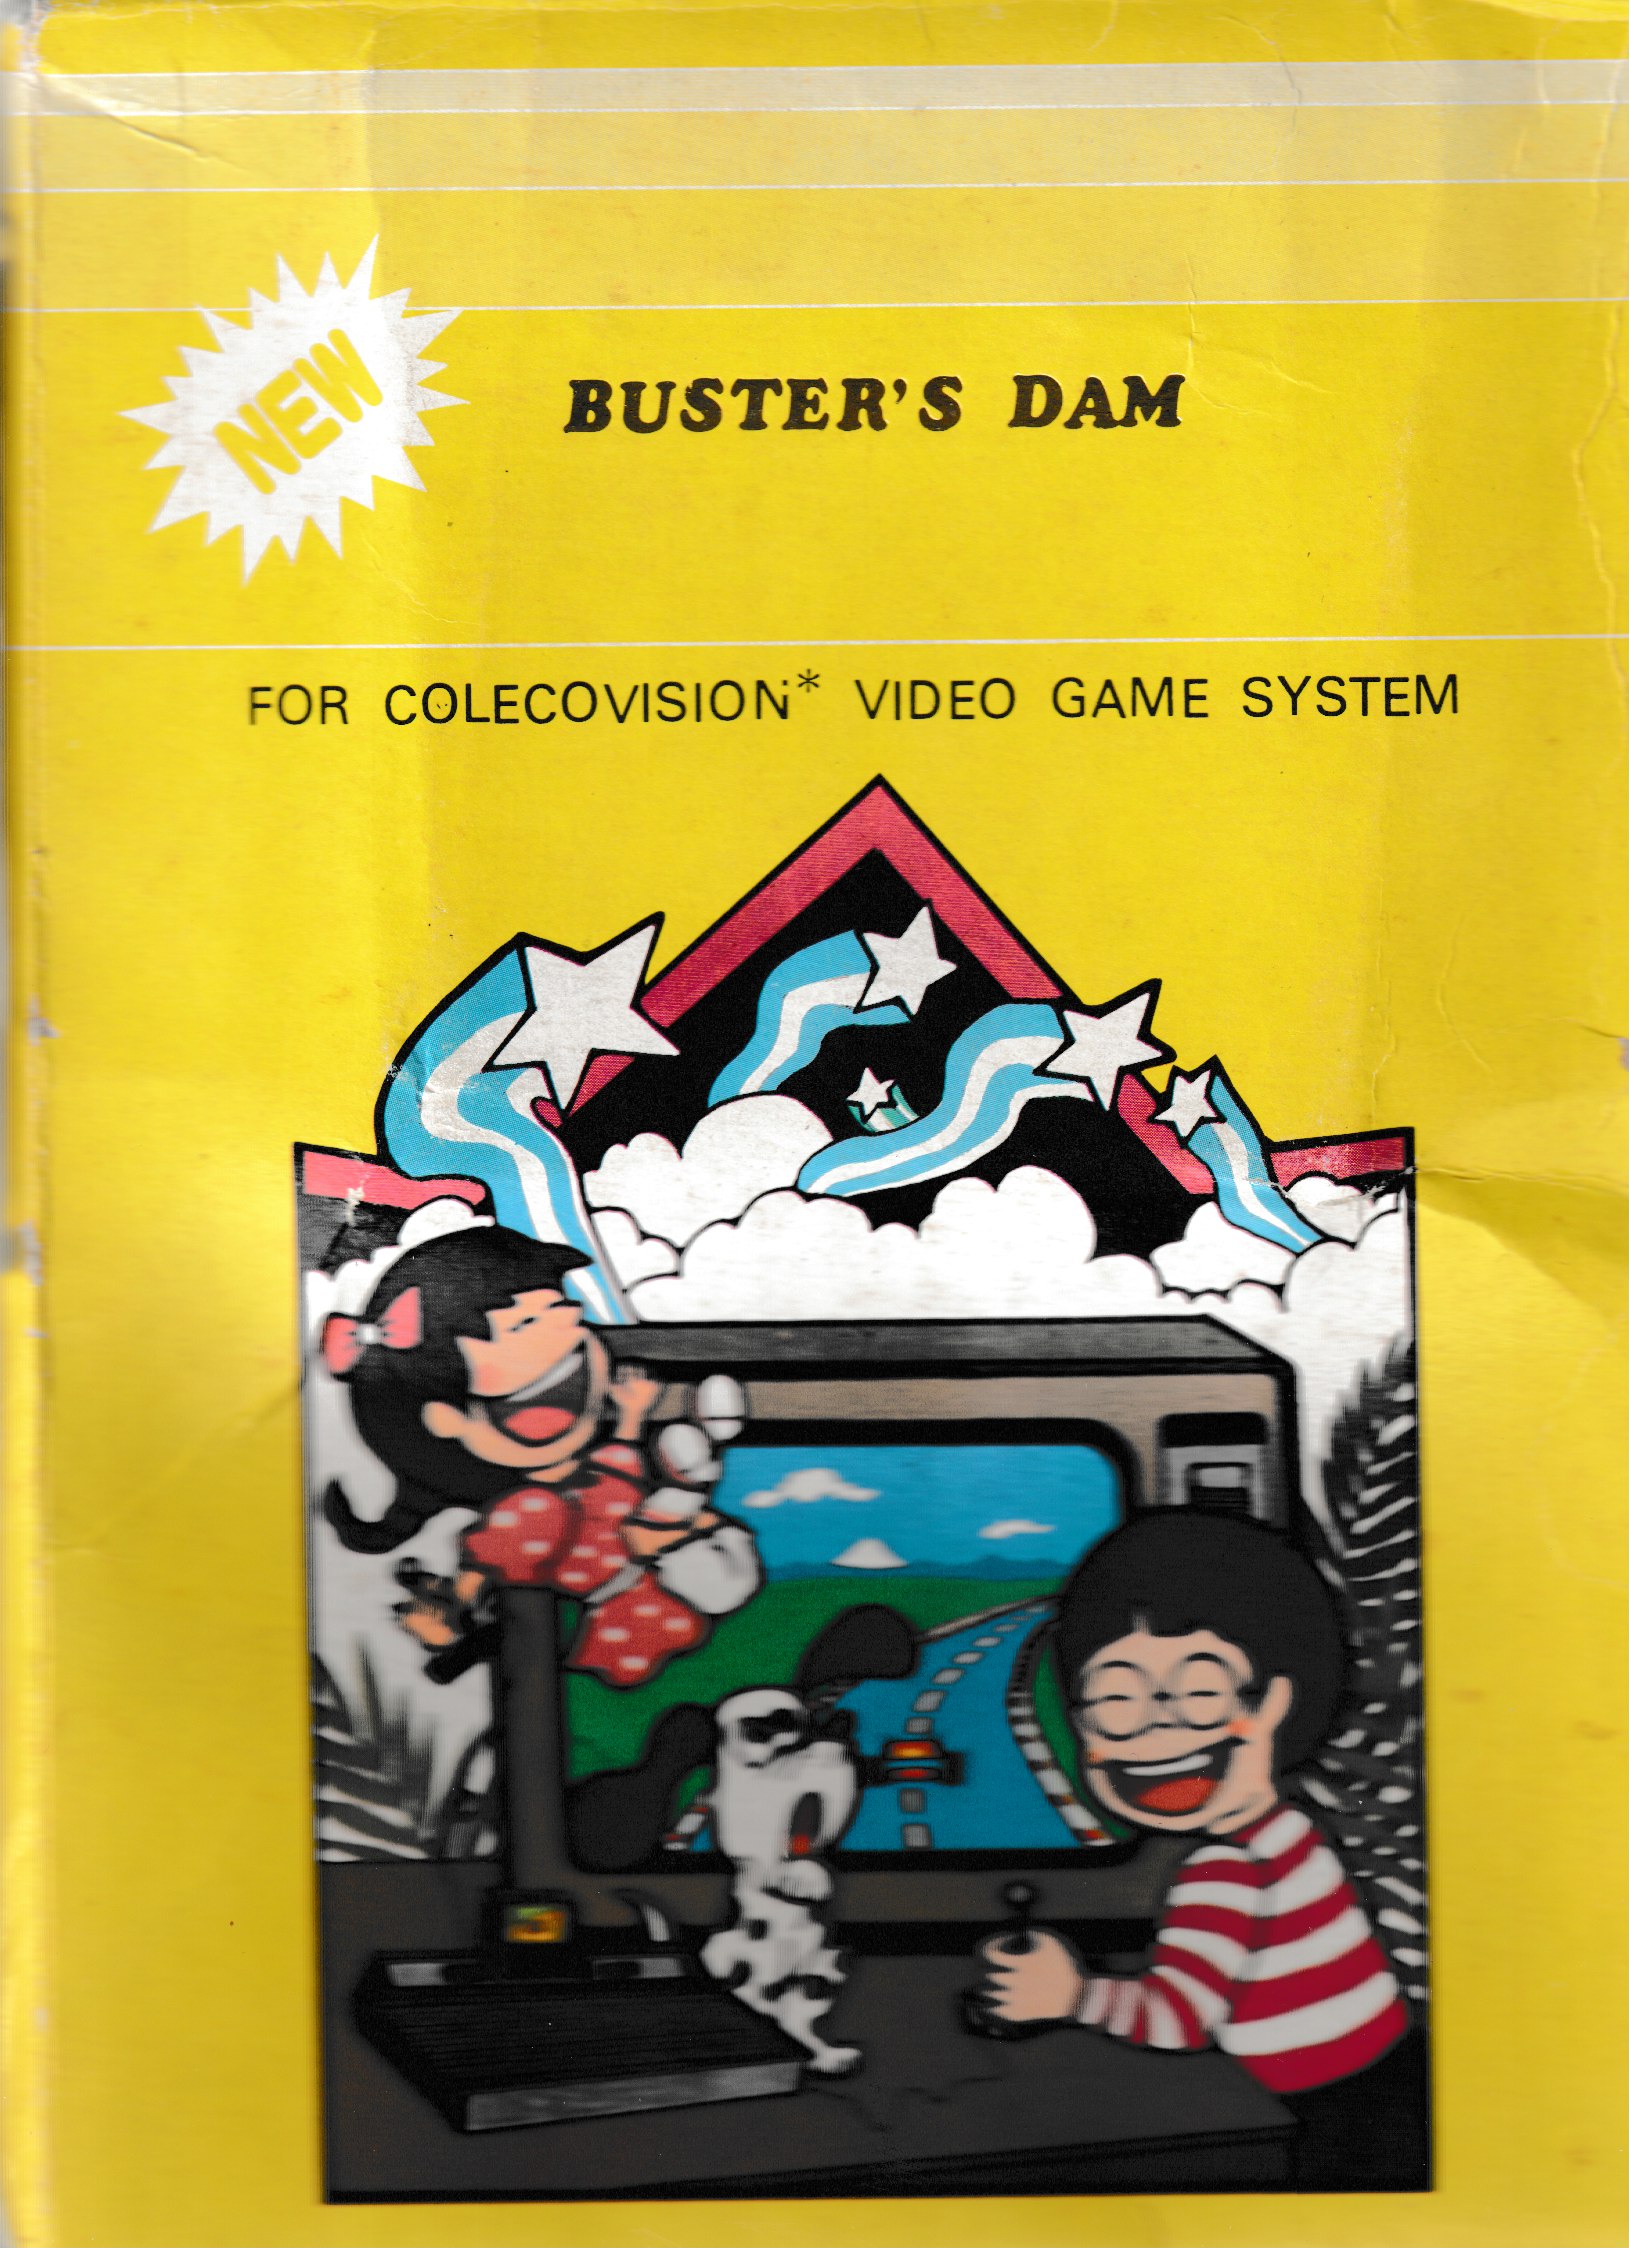 NEW
BUSTER'S DAM
FOR COLECOVISION* VIDEO GAME SYSTEM